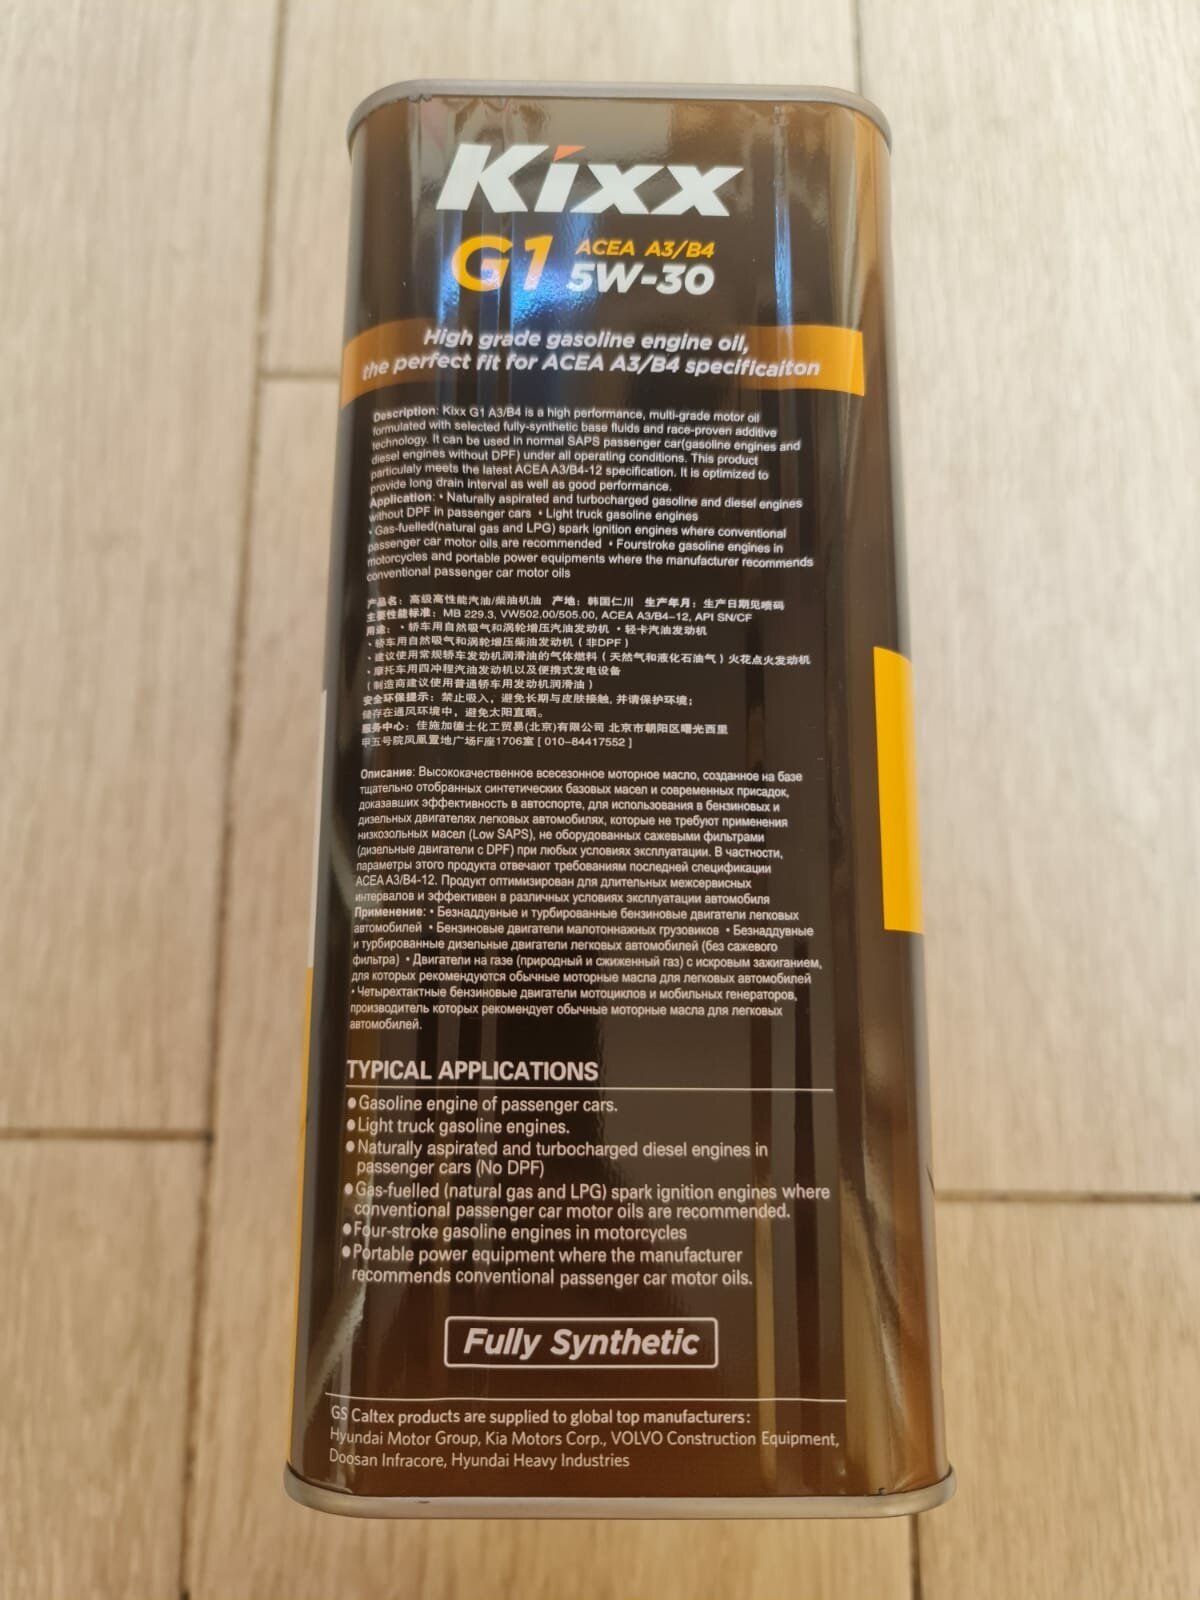 Kixx
G1 ACEA A3/B4
5W-30
High grade gasoline engine oil,
the perfect fit for ACEA A3/B4 specificaiton
Description: Kixx G1 A3/B4 is a high performance, multi-grade motor oil
formulated with selected fully-synthetic base fluids and race-proven additive
technology. It can be used in normal SAPS passenger car(gasoline engines and
diesel engines without DPF) under all operating conditions. This product
particulaly meets the latest ACEA A3/B4-12 specification. It is optimized to
provide long drain interval as well as good performance.
Application: • Naturally aspirated and turbocharged gasoline and diesel engines
without DPF in passenger cars • Light truck gasoline engines
• Gas-fuelled(natural gas and LPG) spark ignition engines where conventional
passenger car motor oils are recommended • Fourstroke gasoline engines in
motorcycles and portable power equipments where the manufacturer recommends
conventional passenger car motor oils
产品名：高级高性能汽油/柴油机油 产地：韩国仁川 生产年月：生产日期见喷码
主要性能标准：MB 229.3, VW502.00/505.00, ACEA A3/B4-12, API SN/CF
用途：• 轿车用自然吸气和涡轮增压汽油发动机 • 轻卡汽油发动机
• 轿车用自然吸气和涡轮增压柴油发动机（非DPF）
• 建议使用常规轿车发动机润滑油的气体燃料（天然气和液化石油气）火花点火发动机
• 摩托车用四冲程汽油发动机以及便携式发电设备
（制造商建议使用普通轿车用发动机润滑油）
安全环保提示：禁止吸入，避免长期与皮肤接触，并请保护环境；
储存在通风环境中，避免太阳直晒。
服务中心：佳施加德士化工贸易(北京)有限公司 北京市朝阳区曙光西里
甲五号院凤凰置地广场F座1706室 [ 010-84417552 ]
Описание: Высококачественное всесезонное моторное масло, созданное на базе
тщательно отобранных синтетических базовых масел и современных присадок,
доказавших эффективность в автоспорте, для использования в бензиновых и
дизельных двигателях легковых автомобилях, которые не требуют применения
низкозольных масел (Low SAPS), не оборудованных сажевыми фильтрами
(дизельные двигатели с DPF) при любых условиях эксплуатации. В частности,
параметры этого продукта отвечают требованиям последней спецификации
ACEA A3/B4-12. Продукт оптимизирован для длительных межсервисных
интервалов и эффективен в различных условиях эксплуатации автомобиля
Применение: • Безнаддувные и турбированные бензиновые двигатели легковых
автомобилей • Бензиновые двигатели малотоннажных грузовиков • Безнаддувные
и турбированные дизельные двигатели легковых автомобилей (без сажевого
фильтра) • Двигатели на газе (природный и сжиженный газ) с искровым зажиганием,
для которых рекомендуются обычные моторные масла для легковых автомобилей
• Четырехтактные бензиновые двигатели мотоциклов и мобильных генераторов,
производитель которых рекомендует обычные моторные масла для легковых
автомобилей.
TYPICAL APPLICATIONS
● Gasoline engine of passenger cars.
● Light truck gasoline engines.
● Naturally aspirated and turbocharged diesel engines in
passenger cars (No DPF)
● Gas-fuelled (natural gas and LPG) spark ignition engines where
conventional passenger car motor oils are recommended.
● Four-stroke gasoline engines in motorcycles
● Portable power equipment where the manufacturer
recommends conventional passenger car motor oils.
Fully Synthetic
GS Caltex products are supplied to global top manufacturers:
Hyundai Motor Group, Kia Motors Corp., VOLVO Construction Equipment,
Doosan Infracore, Hyundai Heavy Industries